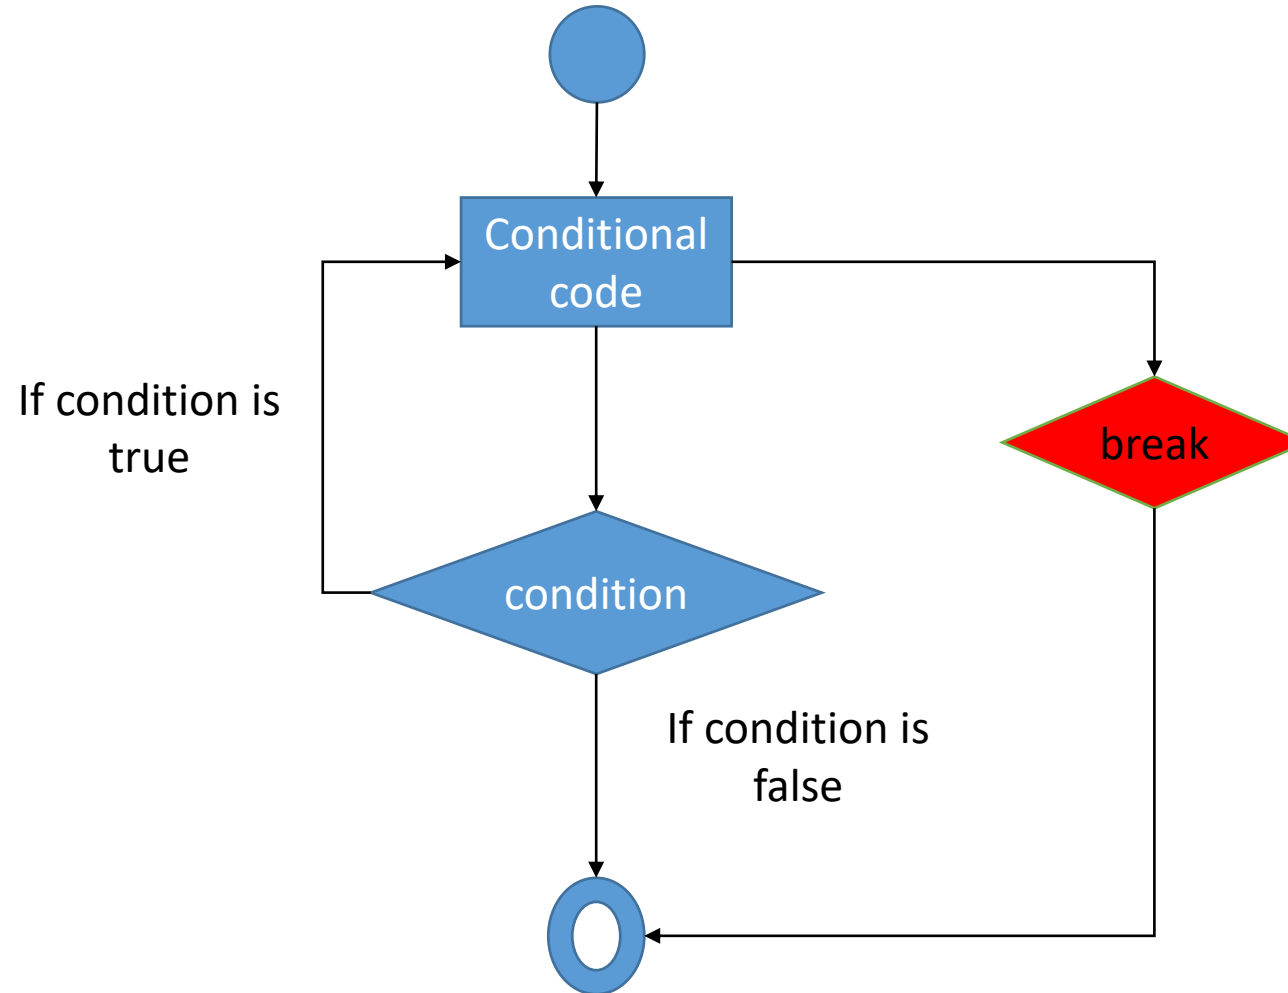 Conditional
code
If condition is
true
break
condition
If condition is
false